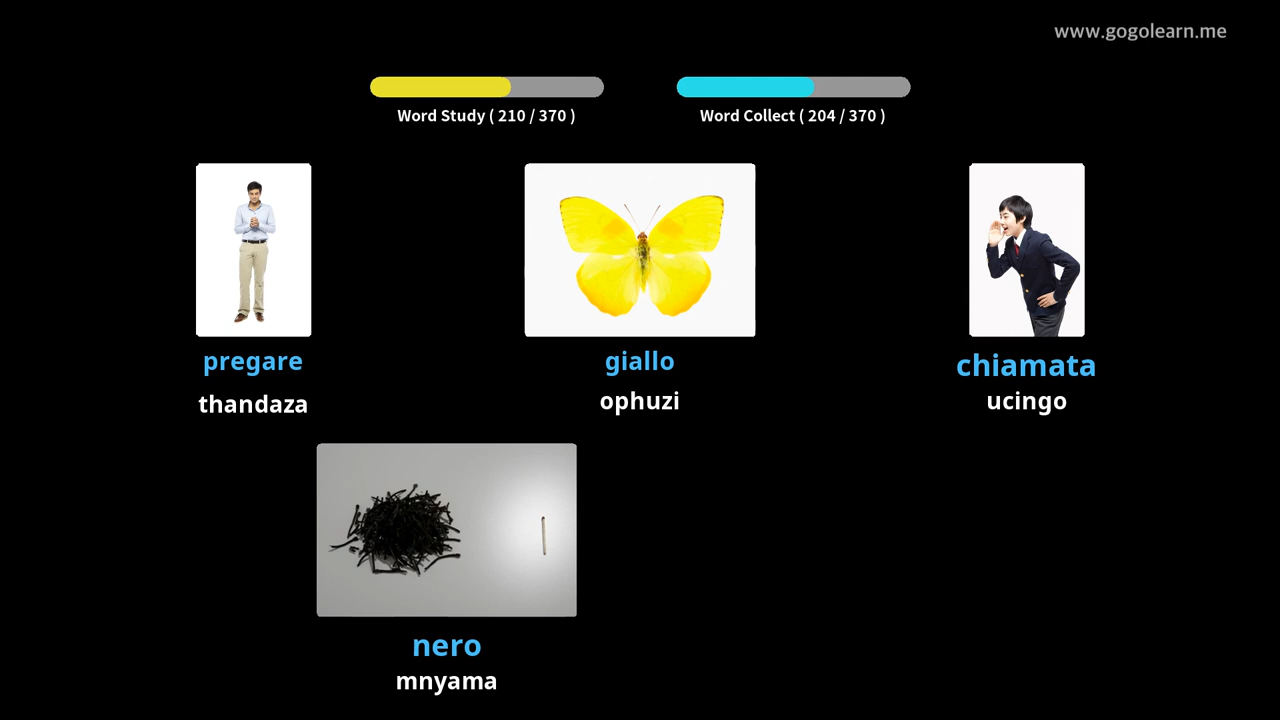 www.gogolearn.me
Word Study ( 210 / 370 )
Word Collect ( 204 / 370 )
pregare
thandaza
giallo
ophuzi
chiamata
ucingo
nero
mnyama